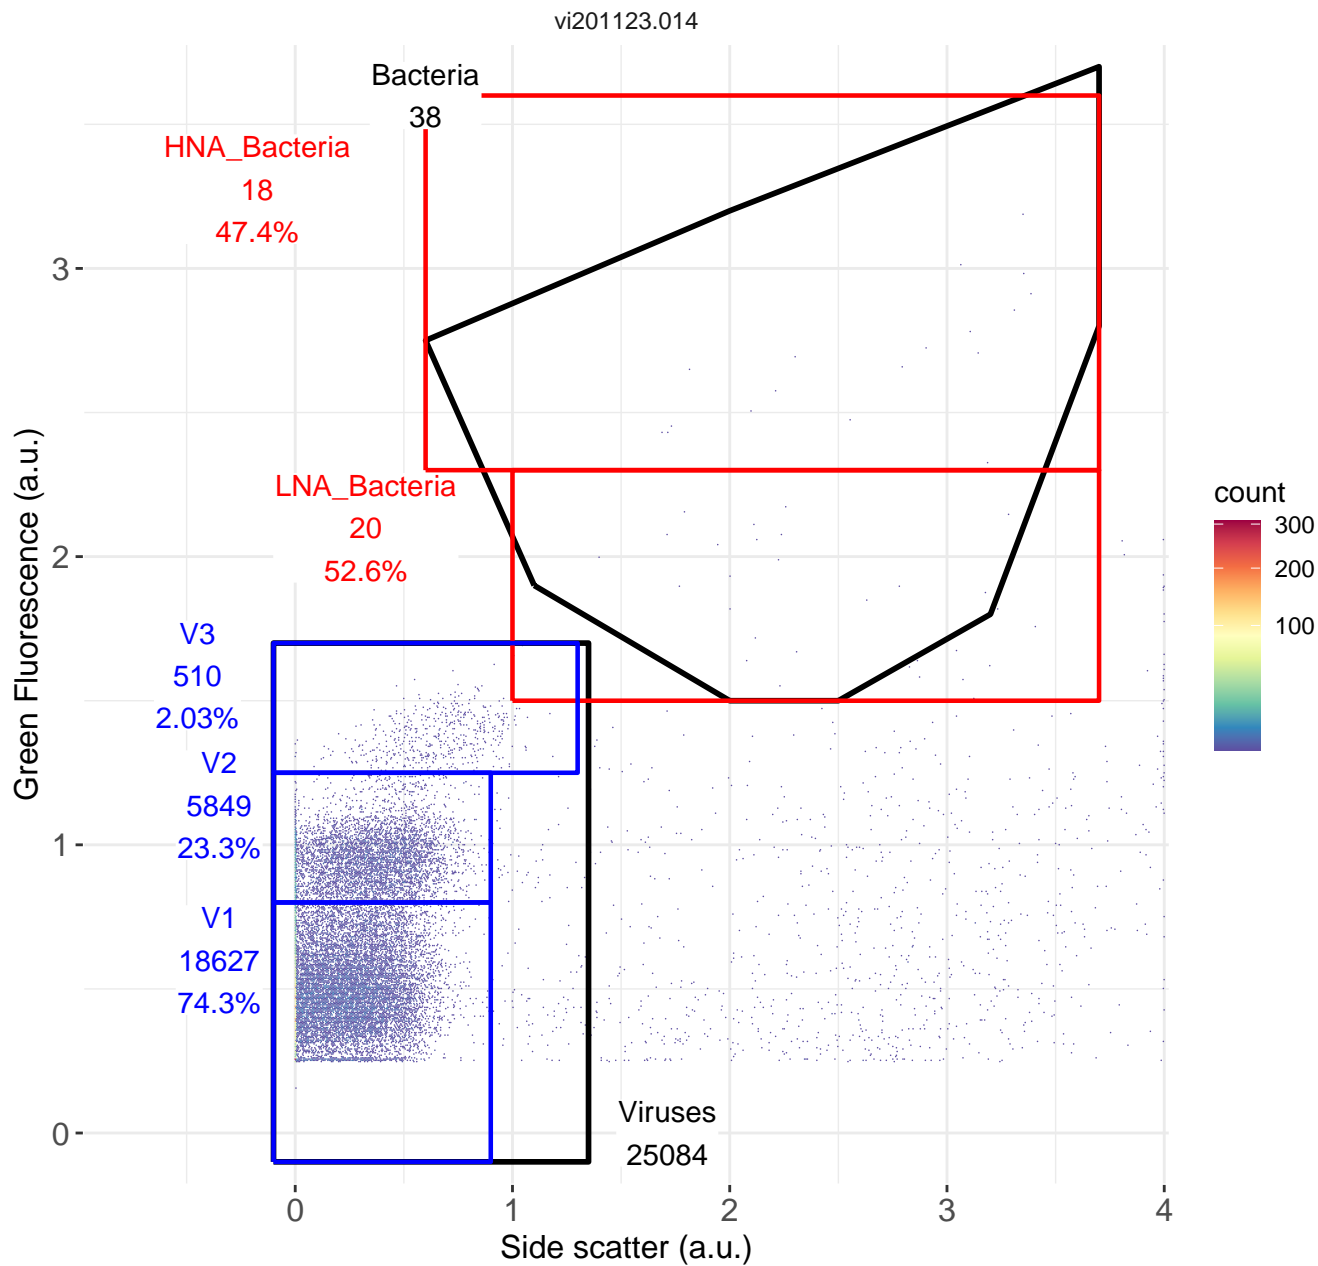 vi201123.014
Bacteria
38
HNA_Bacteria
18
47.4%
LNA_Bacteria
20
52.6%
V3
510
2.03%
V2
5849
23.3%
V1
18627
74.3%
Viruses
25084
Green Fluorescence (a.u.)
3
2
1
0
0 1 2 3 4
Side scatter (a.u.)
count
300
200
100